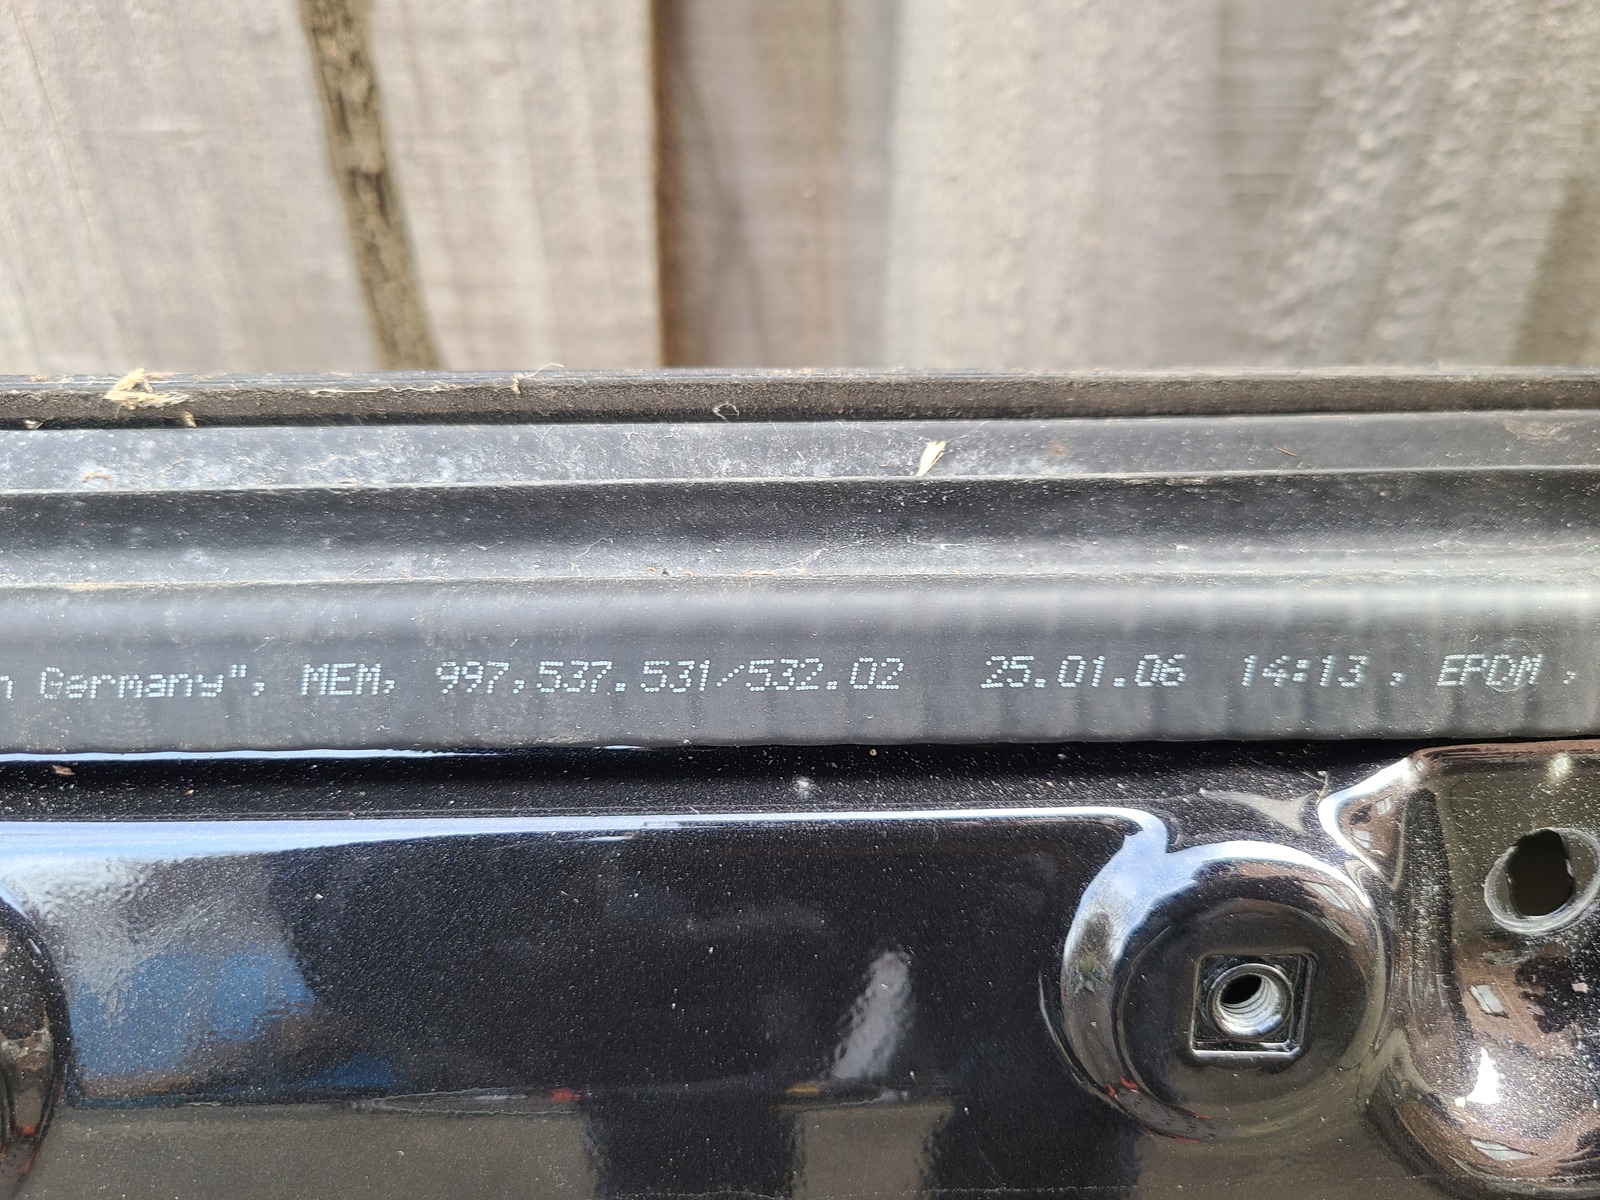 n Germany", MEM, 997,537.531/532.02 25.01.06 14:13 , EPDM ,